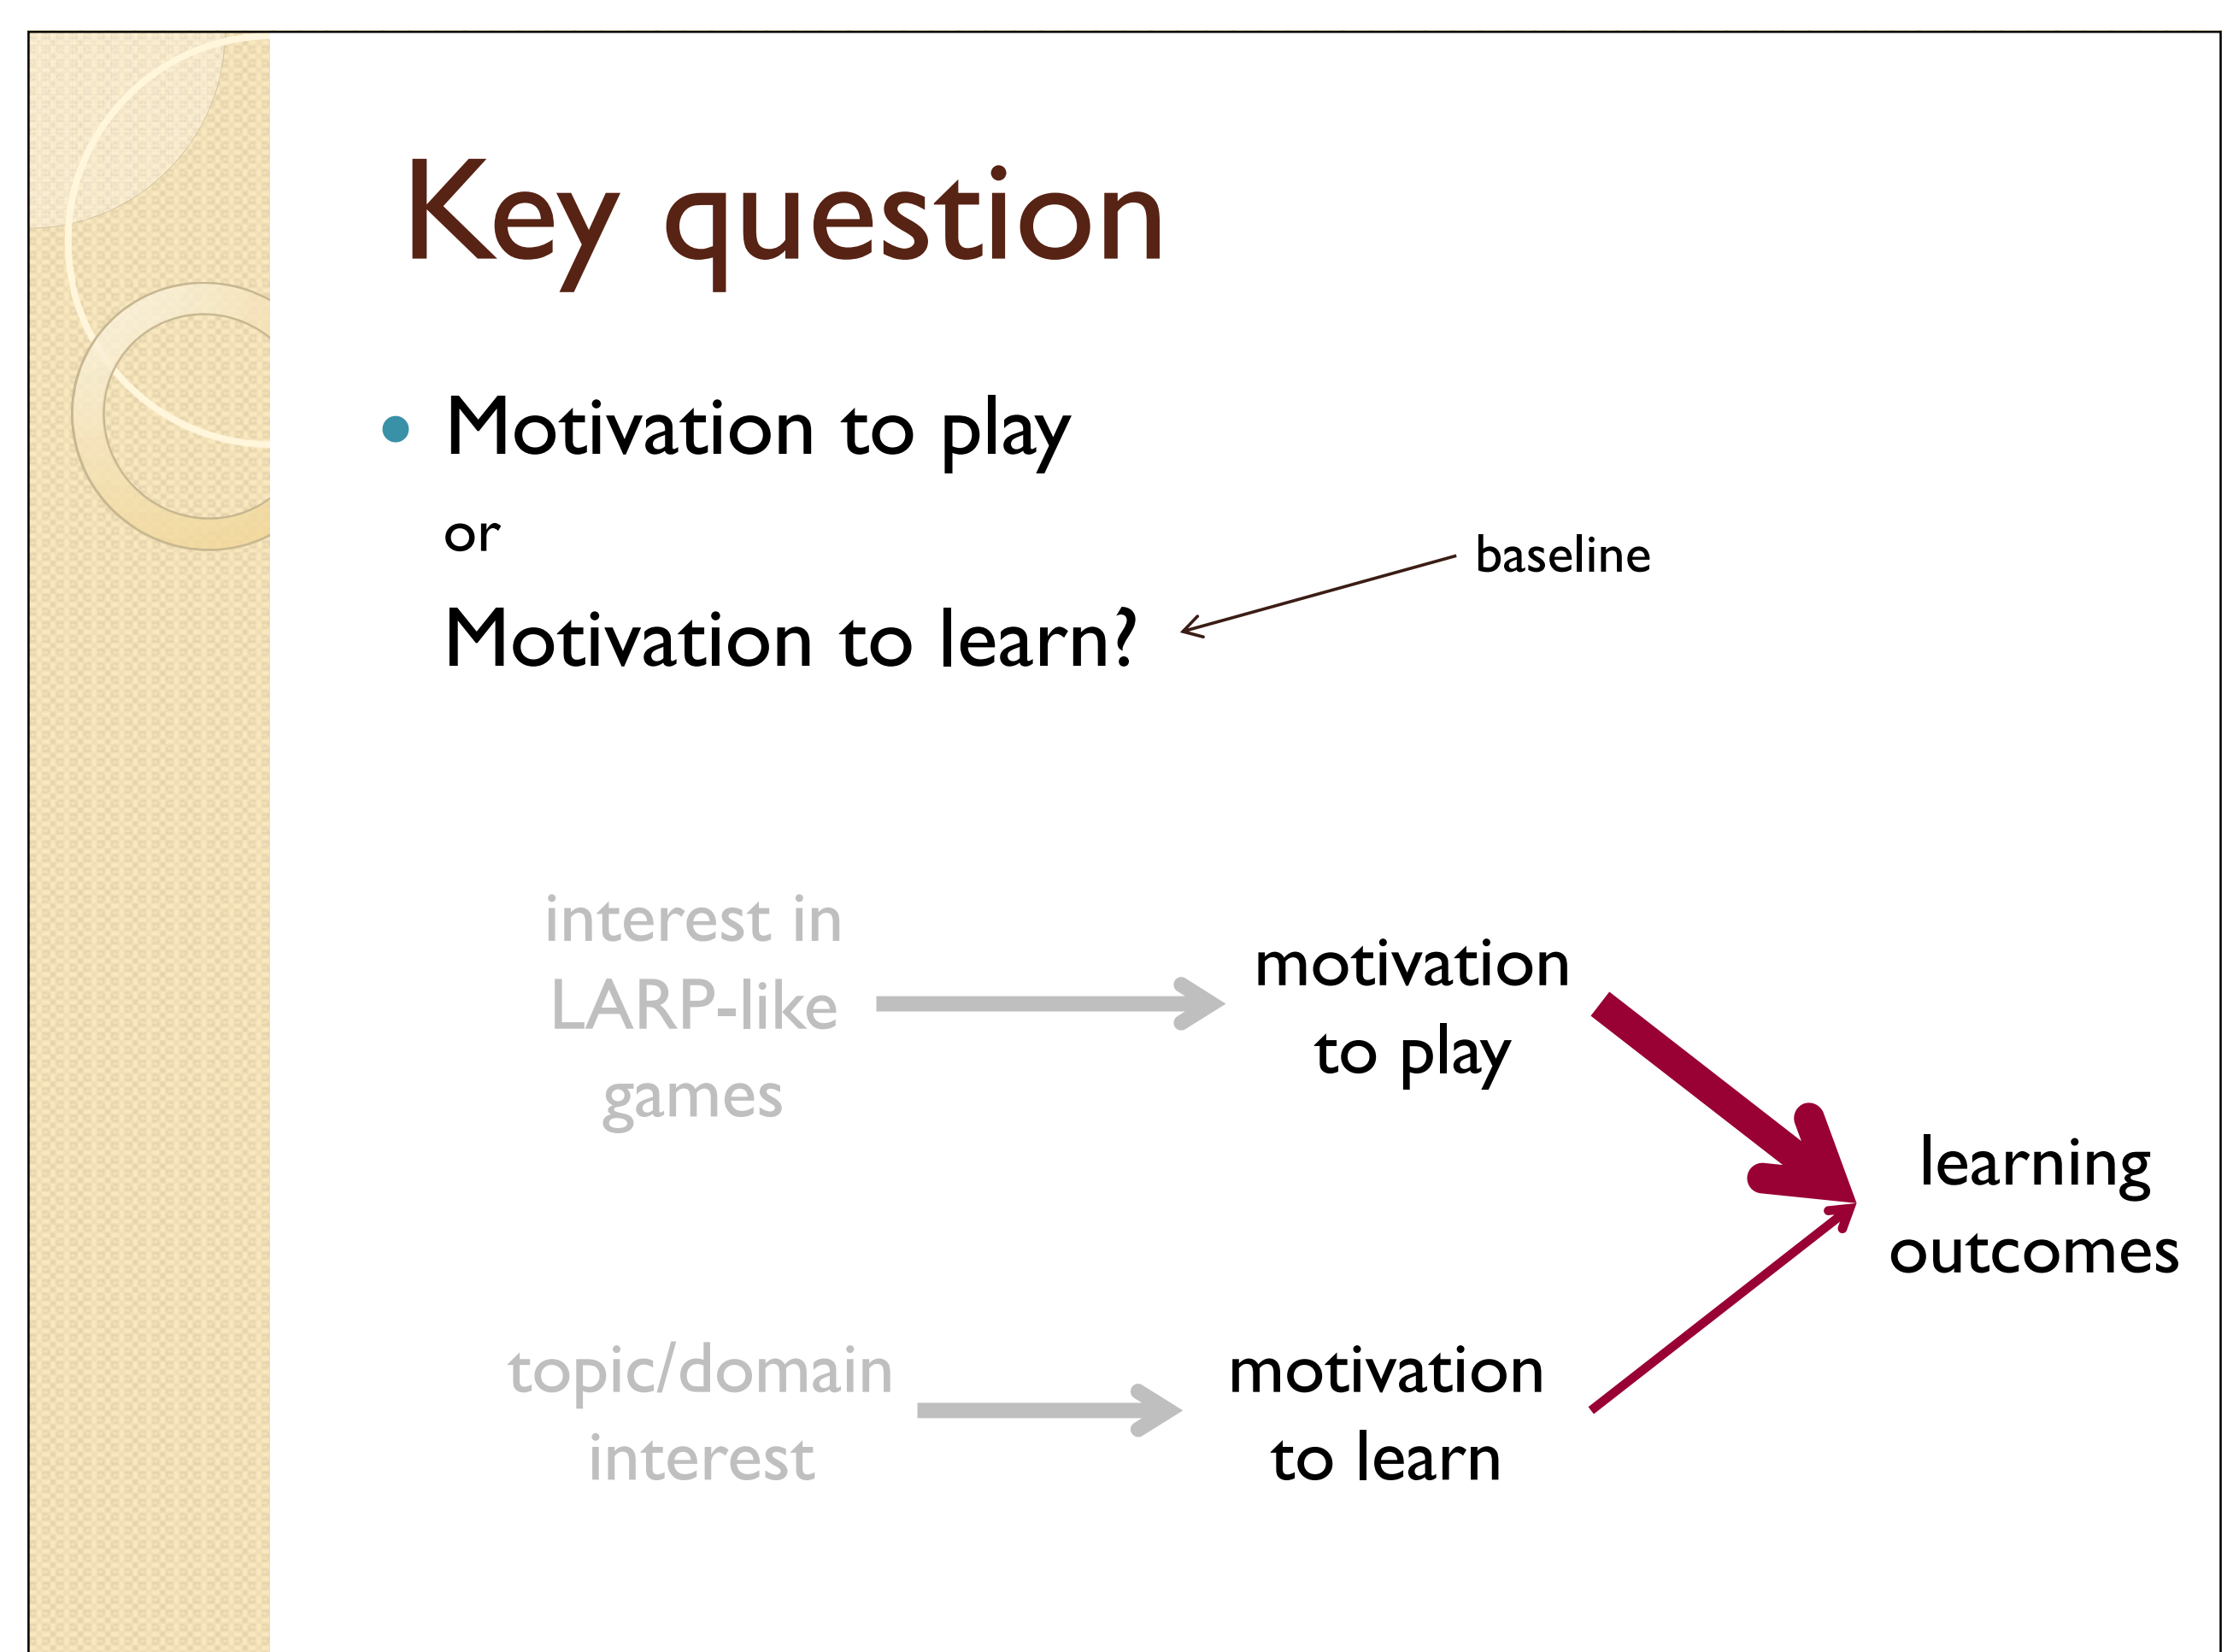 Key question
Motivation to play
or
baseline
Motivation to learn?
interest in
LARP-like
games
motivation
to play
learning
outcomes
topic/domain
interest
motivation
to learn